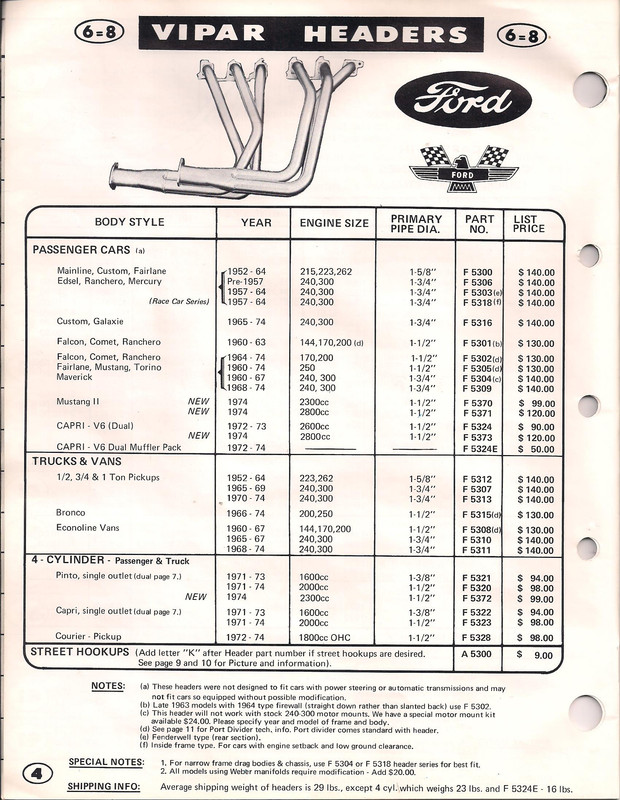 6=8 VIPAR HEADERS 6=8
Ford
FORD
BODY STYLE YEAR ENGINE SIZE PRIMARY PIPE DIA. PART NO. LIST PRICE
PASSENGER CARS (a)
Mainline, Custom, Fairlane 1952 - 64 215,223,262 1-5/8" F 5300 $ 140.00
Edsel, Ranchero, Mercury Pre-1957 240,300 1-3/4" F 5306 $ 140.00
1957 - 64 240,300 1-3/4" F 5303 (e) $ 140.00
(Race Car Series) 1957 - 64 240,300 1-3/4" F 5318 (f) $ 140.00
Custom, Galaxie 1965 - 74 240,300 1-3/4" F 5316 $ 140.00
Falcon, Comet, Ranchero 1960 - 63 144,170,200 (d) 1-1/2" F 5301(b) $ 130.00
Falcon, Comet, Ranchero 1964 - 74 170,200 1-1/2" F 5302(d) $ 130.00
Fairlane, Mustang, Torino 1960 - 74 250 1-1/2" F 5305(d) $ 130.00
Maverick 1960 - 67 240, 300 1-3/4" F 5304(c) $ 140.00
1968 - 74 240, 300 1-3/4" F 5309 $ 140.00
Mustang II NEW 1974 2300cc 1-1/2" F 5370 $ 99.00
NEW 1974 2800cc 1-1/2" F 5371 $ 120.00
CAPRI - V6 (Dual) 1972 - 73 2600cc 1-1/2" F 5324 $ 90.00
NEW 1974 2800cc 1-1/2" F 5373 $ 120.00
CAPRI - V6 Dual Muffler Pack 1972 - 74 F 5324E $ 50.00
TRUCKS & VANS
1/2, 3/4 & 1 Ton Pickups 1952 - 64 223,262 1-5/8" F 5312 $ 140.00
1965 - 69 240,300 1-3/4" F 5307 $ 140.00
1970 - 74 240,300 1-3/4" F 5313 $ 140.00
Bronco 1966 - 74 200,250 1-1/2" F 5315(d) $ 130.00
Econoline Vans 1960 - 67 144,170,200 1-1/2" F 5308(d) $ 130.00
1965 - 67 240,300 1-3/4" F 5310 $ 140.00
1968 - 74 240,300 1-3/4" F 5311 $ 140.00
4 - CYLINDER - Passenger & Truck
Pinto, single outlet (dual page 7.) 1971 - 73 1600cc 1-3/8" F 5321 $ 94.00
1971 - 74 2000cc 1-1/2" F 5320 $ 98.00
NEW 1974 2300cc 1-1/2" F 5372 $ 99.00
Capri, single outlet (dual page 7.) 1971 - 73 1600cc 1-3/8" F 5322 $ 94.00
1971 - 74 2000cc 1-1/2" F 5323 $ 98.00
Courier - Pickup 1972 - 74 1800cc OHC 1-1/2" F 5328 $ 98.00
STREET HOOKUPS (Add letter "K" after Header part number if street hookups are desired. A 5300 $ 9.00
See page 9 and 10 for Picture and information).
NOTES: (a) These headers were not designed to fit cars with power steering or automatic transmissions and may
not fit cars so equipped without possible modification.
(b) Late 1963 models with 1964 type firewall (straight down rather than slanted back) use F 5302.
(c) This header will not work with stock 240-300 motor mounts. We have a special motor mount kit
available $24.00. Please specify year and model of frame and body.
(d) See page 11 for Port Divider tech, info. Port divider comes standard with header.
(e) Fenderwell type (rear section).
(f) Inside frame type. For cars with engine setback and low ground clearance.
SPECIAL NOTES: 1. For narrow frame drag bodies & chassis, use F 5304 or F 5318 header series for best fit.
2. All models using Weber manifolds require modification - Add $20.00.
4
SHIPPING INFO: Average shipping weight of headers is 29 lbs., except 4 cyl. which weighs 23 lbs. and F 5324E - 16 lbs.